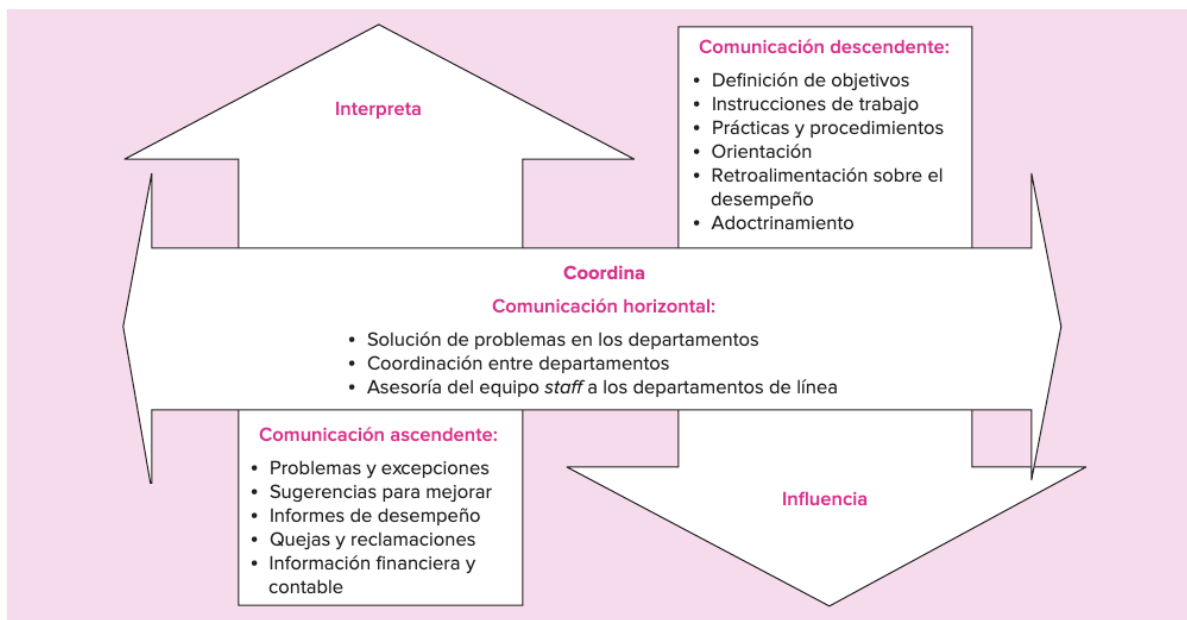 Interpreta
Comunicación descendente:
• Definición de objetivos
• Instrucciones de trabajo
• Prácticas y procedimientos
• Orientación
• Retroalimentación sobre el
desempeño
• Adoctrinamiento
Coordina
Comunicación horizontal:
• Solución de problemas en los departamentos
• Coordinación entre departamentos
• Asesoría del equipo staff a los departamentos de línea
Comunicación ascendente:
• Problemas y excepciones
• Sugerencias para mejorar
• Informes de desempeño
• Quejas y reclamaciones
• Información financiera y
contable
Influencia